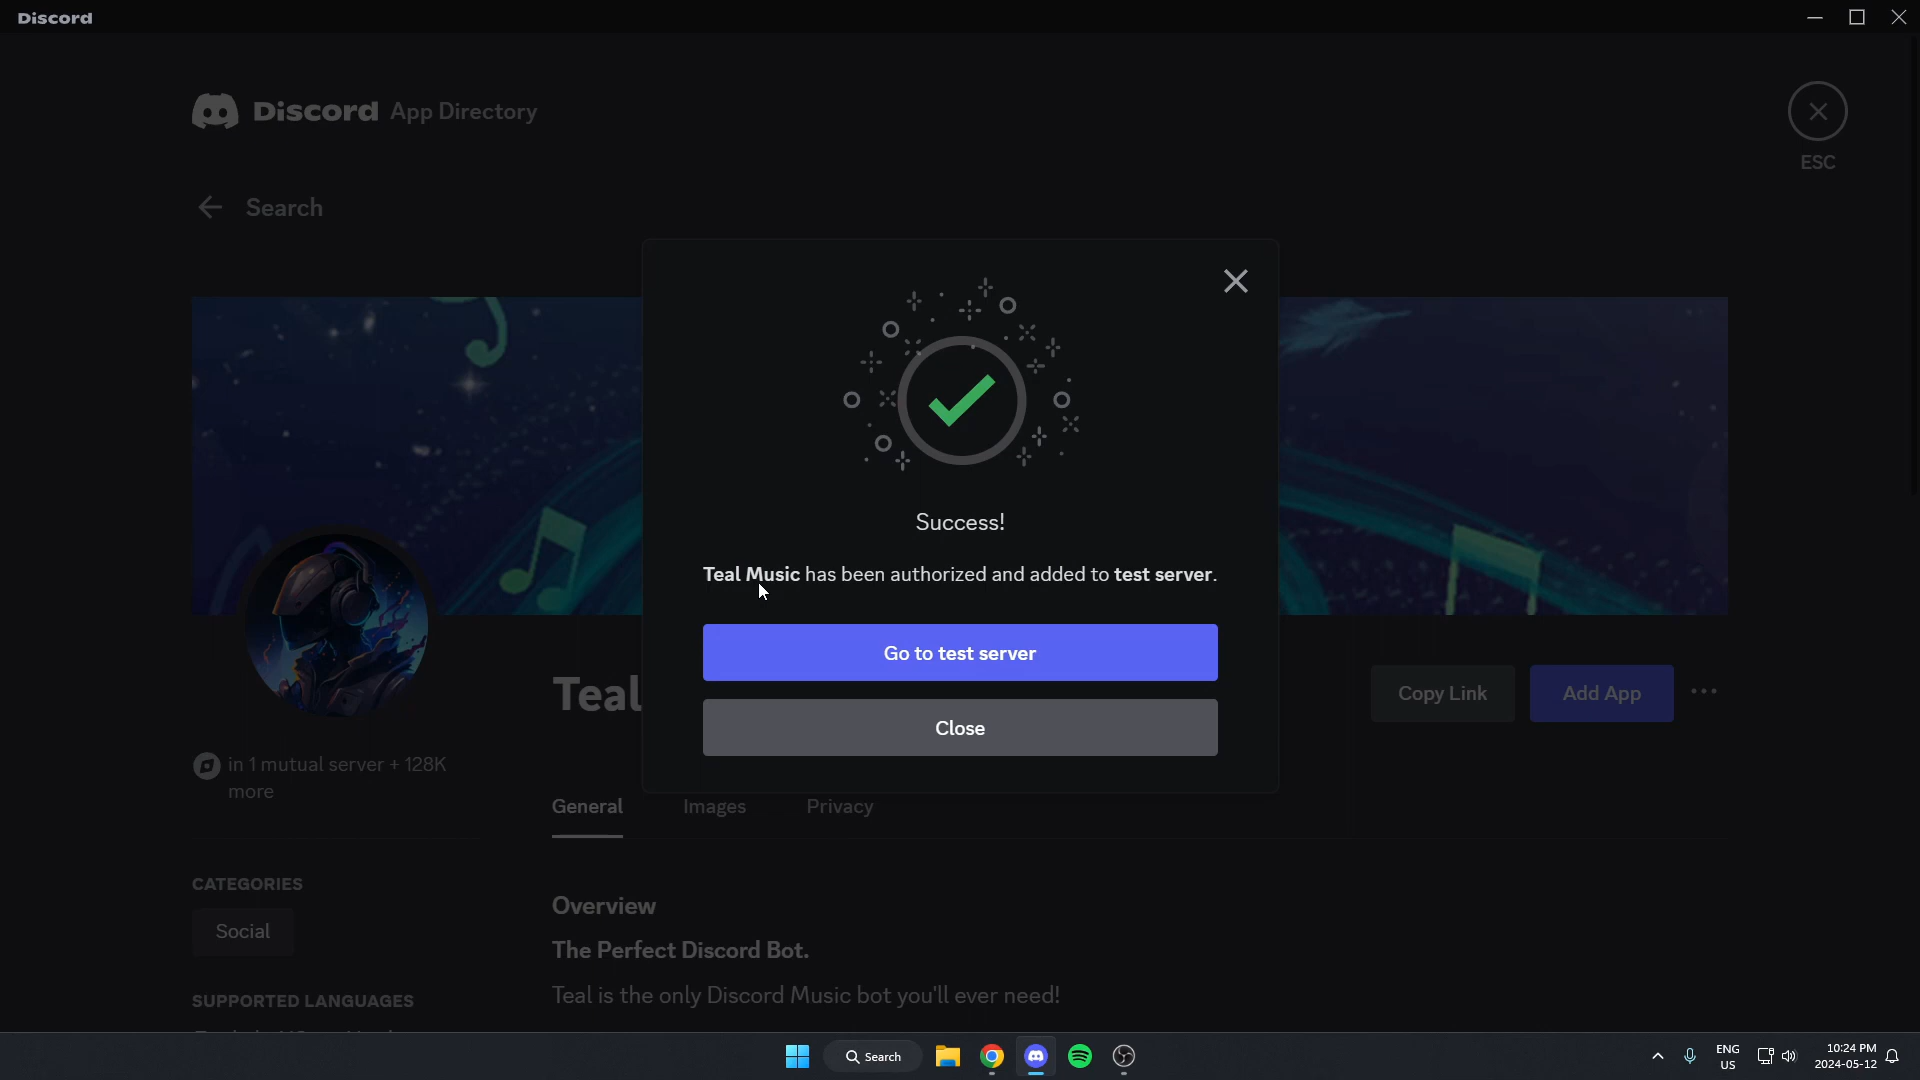 Discord
Discord App Directory
ESC
Search
Success!
Teal Music has been authorized and added to test server.
Go to test server
Close
Teal
Copy Link
Add App
in 1 mutual server + 128K
more
General
Images
Privacy
CATEGORIES
Social
SUPPORTED LANGUAGES
Overview
The Perfect Discord Bot.
Teal is the only Discord Music bot you'll ever need!
Search
ENG
US
10:24 PM
2024-05-12